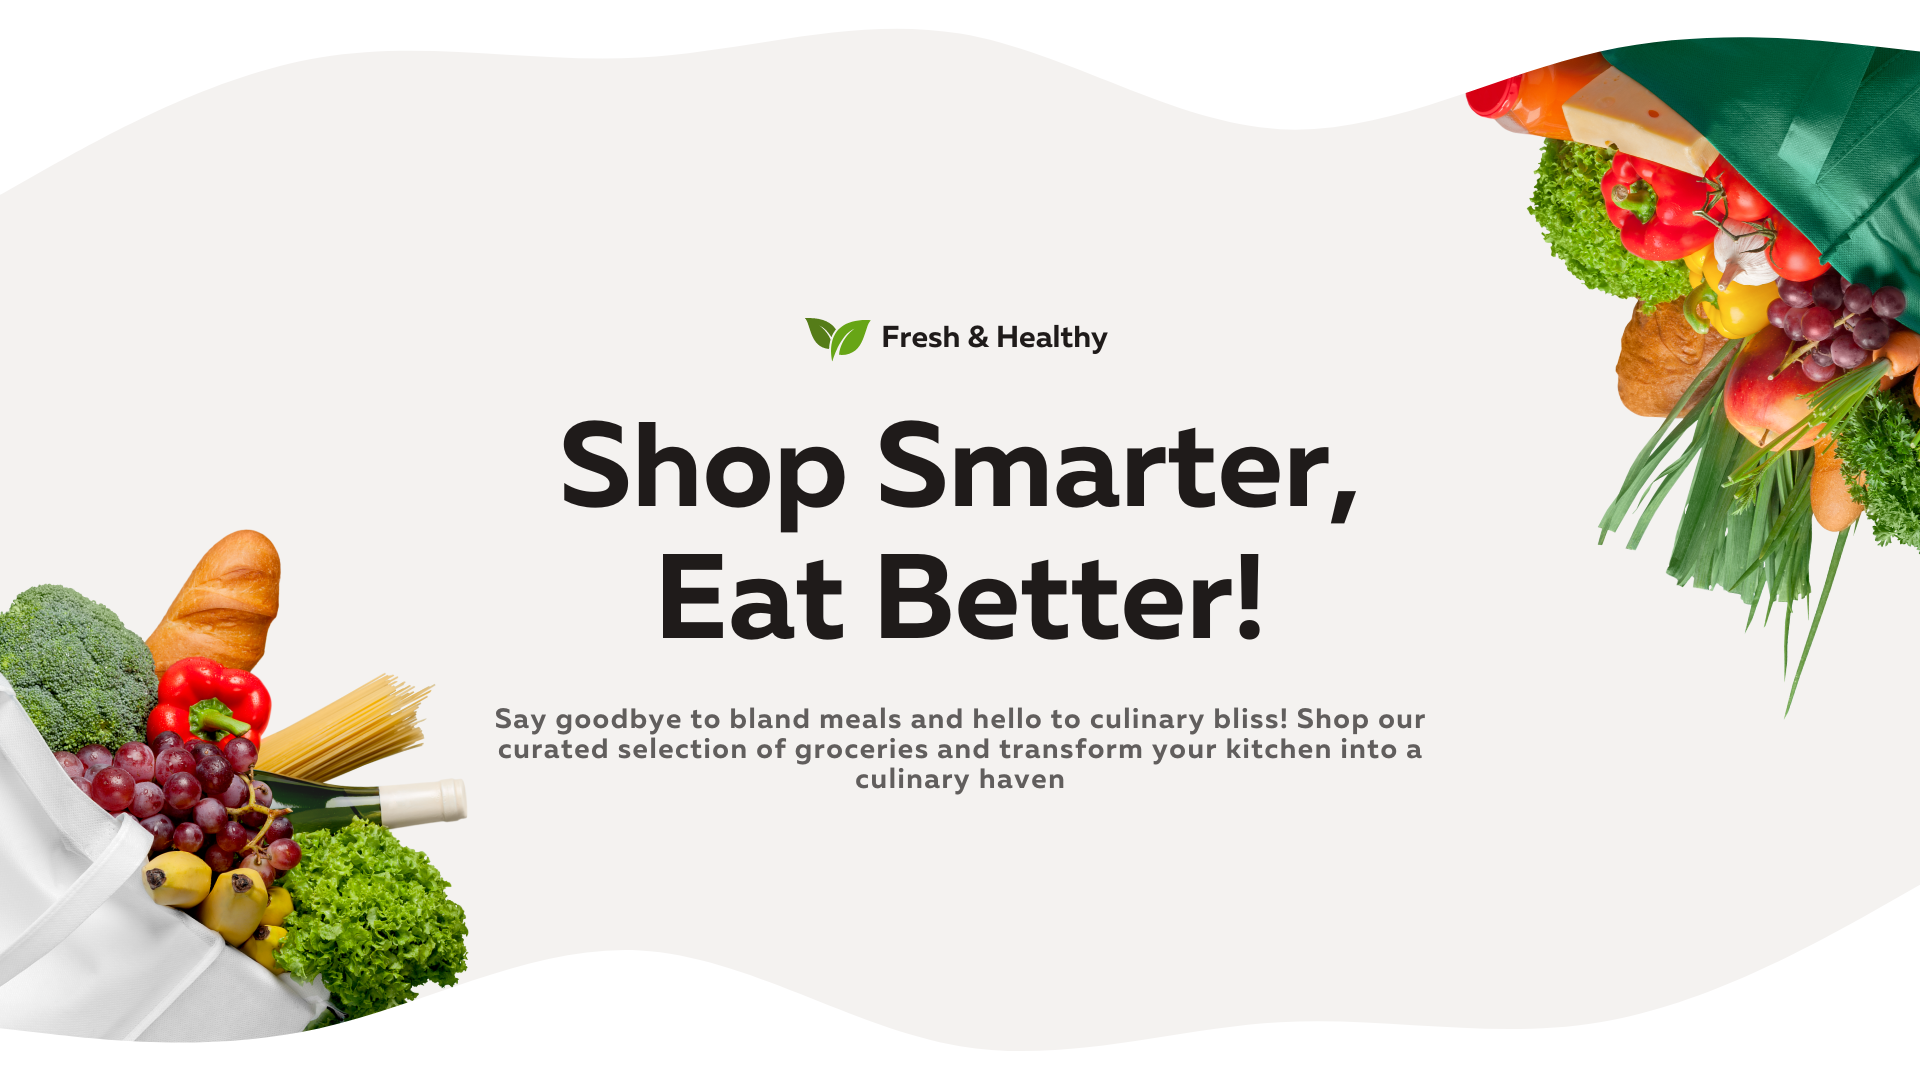 Fresh & Healthy
Shop Smarter,
Eat Better!
Say goodbye to bland meals and hello to culinary bliss! Shop our
curated selection of groceries and transform your kitchen into a
culinary haven